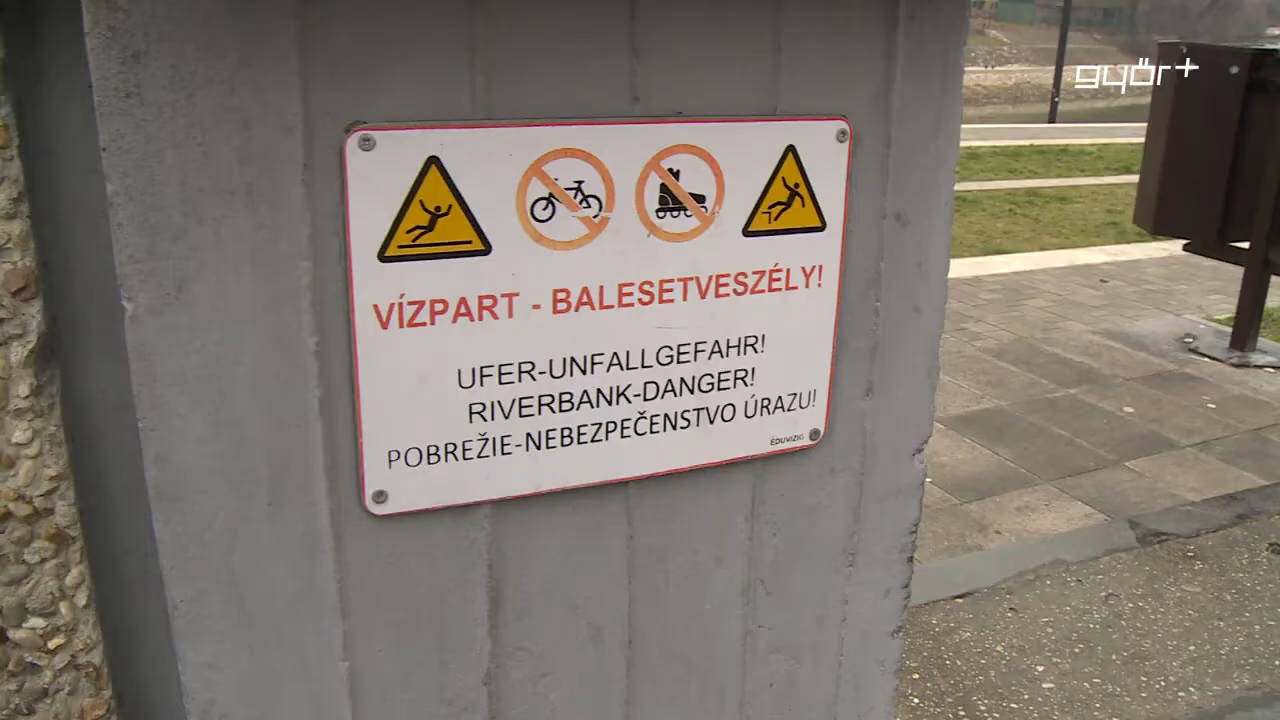 győr+
VÍZPART - BALESETVESZÉLY!
UFER-UNFALLGEFAHR!
RIVERBANK-DANGER!
POBREŽIE-NEBEZPEČENSTVO ÚRAZU!
ÉDUVIZIG